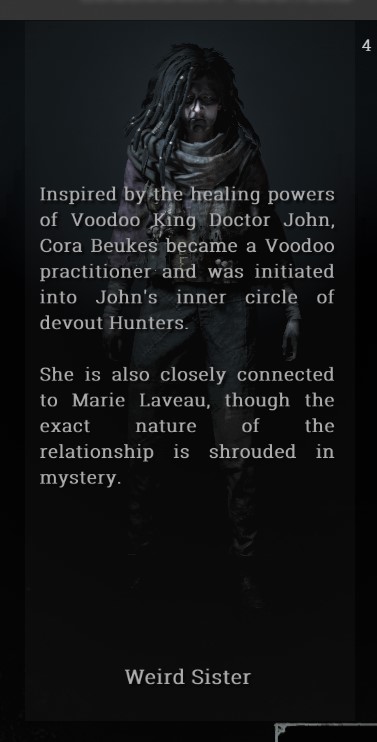 4
Inspired by the healing powers
of Voodoo King Doctor John,
Cora Beukes became a Voodoo
practitioner and was initiated
into John's inner circle of
devout Hunters.
She is also closely connected
to Marie Laveau, though the
exact nature of the
relationship is shrouded in
mystery.
Weird Sister